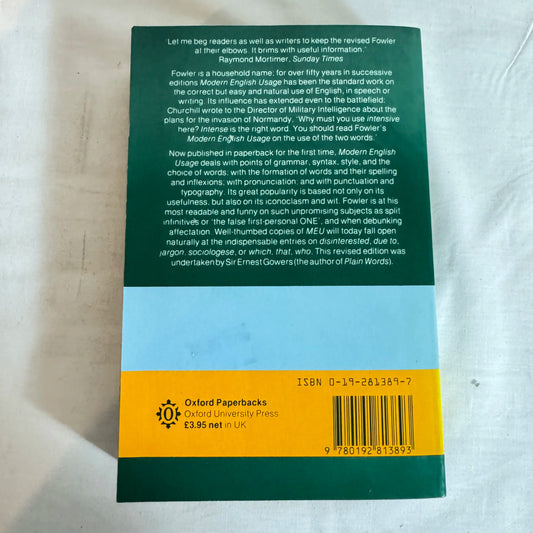 'Let me beg readers as well as writers to keep the revised Fowler
at their elbows. It brims with useful information.'
Raymond Mortimer, Sunday Times
Fowler is a household name; for over fifty years in successive
editions Modern English Usage has been the standard work on
the correct but easy and natural use of English, in speech or
writing. Its influence has extended even to the battlefield:
Churchill wrote to the Director of Military Intelligence about the
plans for the invasion of Normandy, 'Why must you use intensive
here? Intense is the right word. You should read Fowler's
Modern English Usage on the use of the two words.'
Now published in paperback for the first time, Modern English
Usage deals with points of grammar, syntax, style, and the
choice of words; with the formation of words and their spelling
and inflexions; with pronunciation; and with punctuation and
typography. Its great popularity is based not only on its
usefulness, but also on its iconoclasm and wit. Fowler is at his
most readable and funny on such unpromising subjects as split
infinitives or 'the false first-personal ONE', and when debunking
affectation. Well-thumbed copies of MEU will today fall open
naturally at the indispensable entries on disinterested, due to,
jargon, sociologese, or which, that, who. This revised edition was
undertaken by Sir Ernest Gowers (the author of Plain Words).
ISBN 0-19-281389-7
Oxford Paperbacks
Oxford University Press
£3.95 net in UK
9 780192 813893